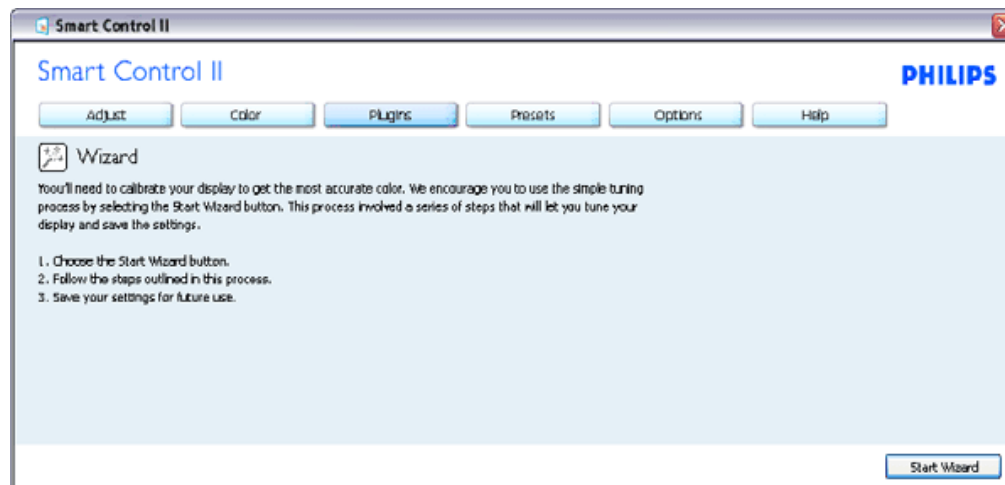 Smart Control II
Smart Control II
PHILIPS
Adjust Color Plugins Presets Options Help
Wizard
Yoou'll need to calibrate your display to get the most accurate color. We encourage you to use the simple tuning
process by selecting the Start Wizard button. This process involved a series of steps that will let you tune your
display and save the settings.
1. Choose the Start Wizard button.
2. Follow the steps outlined in this process.
3. Save your settings for future use.
Start Wizard